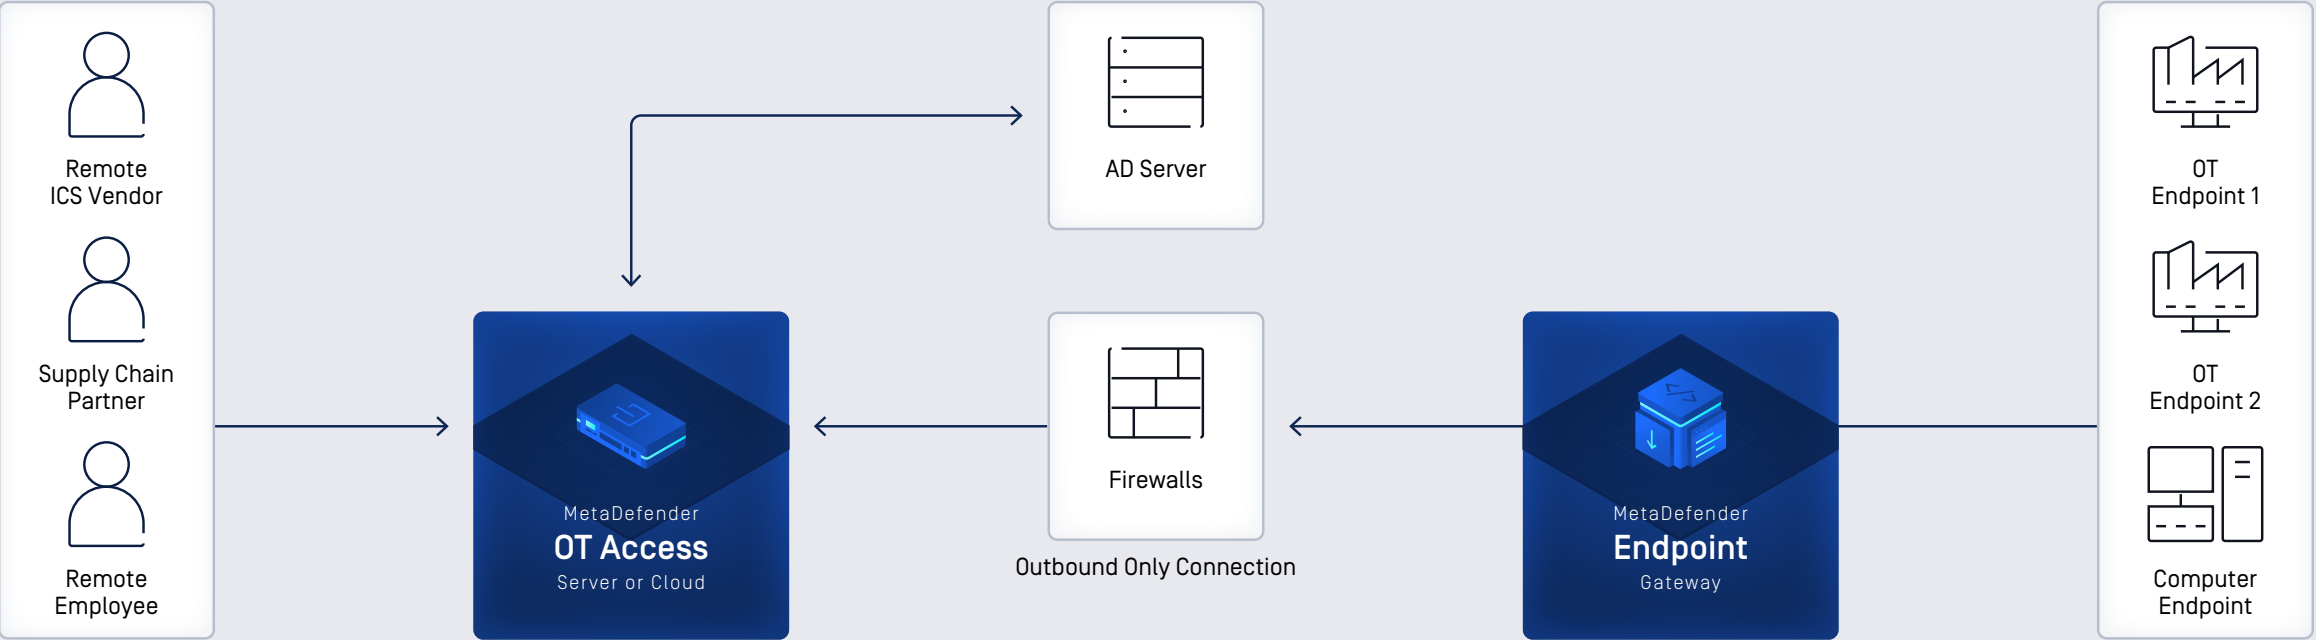 Remote
ICS Vendor
Supply Chain
Partner
Remote
Employee
MetaDefender
OT Access
Server or Cloud
AD Server
Firewalls
Outbound Only Connection
MetaDefender
Endpoint
Gateway
OT
Endpoint 1
OT
Endpoint 2
Computer
Endpoint